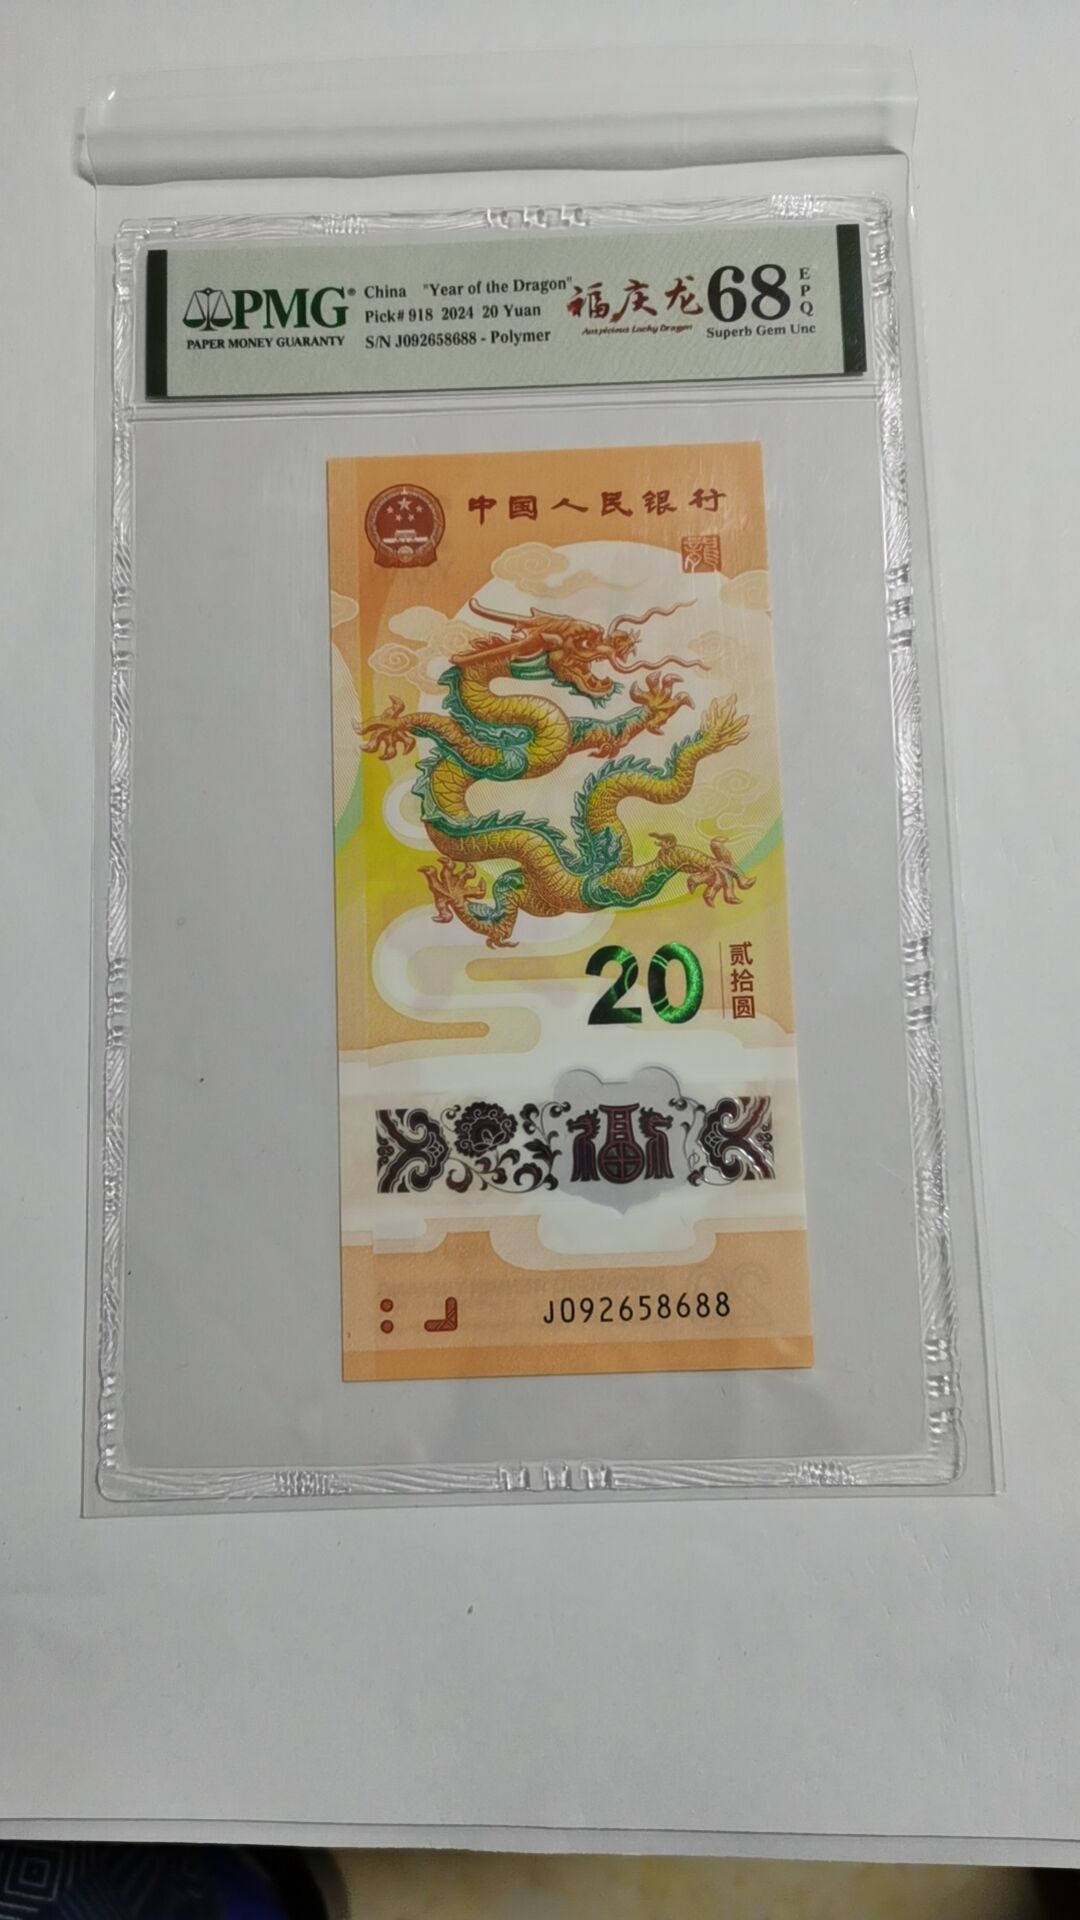 PMG®
PAPER MONEY GUARANTY
China "Year of the Dragon"
Pick# 918 2024 20 Yuan
S/N J092658688 - Polymer
福庆龙
Auspicious Lucky Dragon
68
EPQ
Superb Gem Unc
中国人民银行
龍
20
贰拾圆
福
J092658688